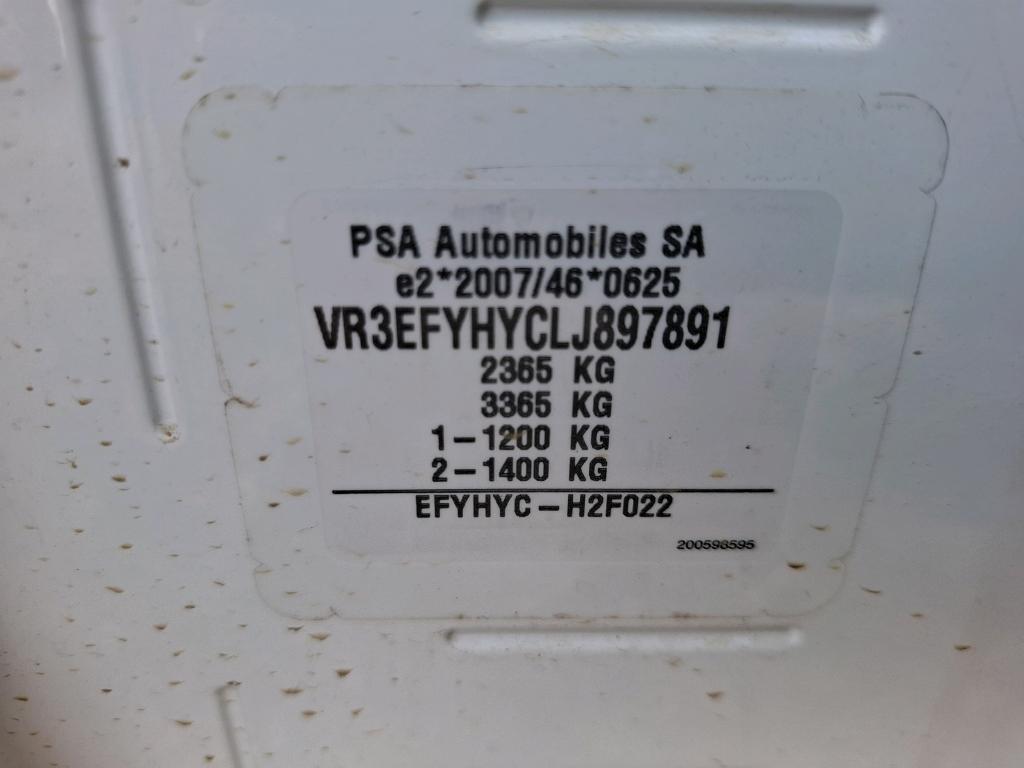 PSA Automobiles SA
e2*2007/46*0625
VR3EFYHYCLJ897891
2365 KG
3365 KG
1-1200 KG
2-1400 KG
EFYHYC-H2F022
200598595